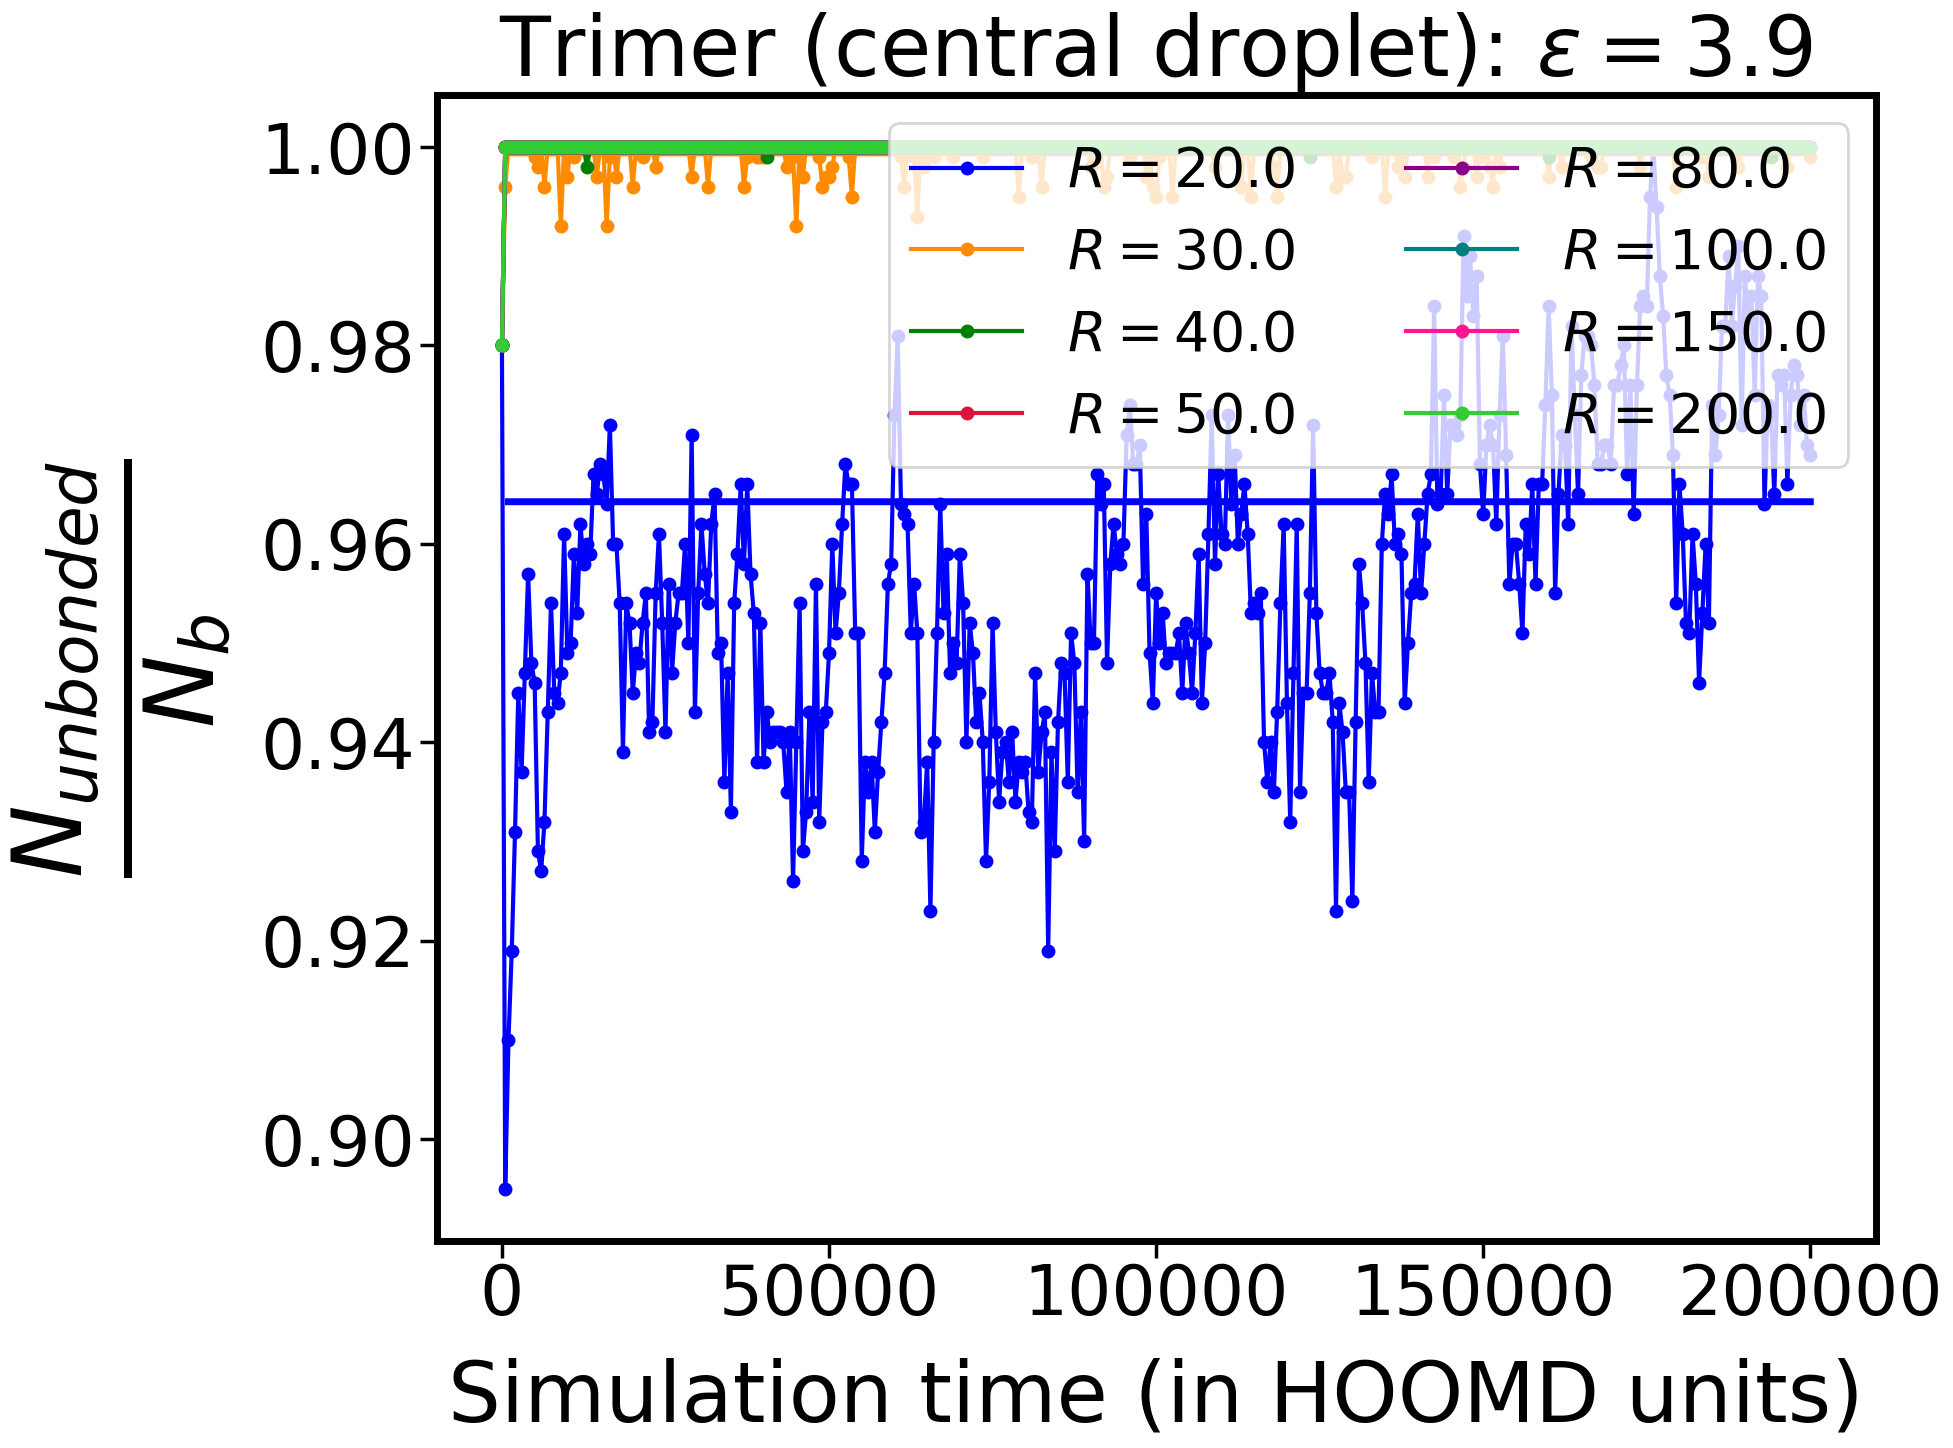 Trimer (central droplet): ε = 3.9
N_unbonded
N_b
1.00
0.98
0.96
0.94
0.92
0.90
R = 20.0
R = 30.0
R = 40.0
R = 50.0
R = 80.0
R = 100.0
R = 150.0
R = 200.0
0 50000 100000 150000 200000
Simulation time (in HOOMD units)